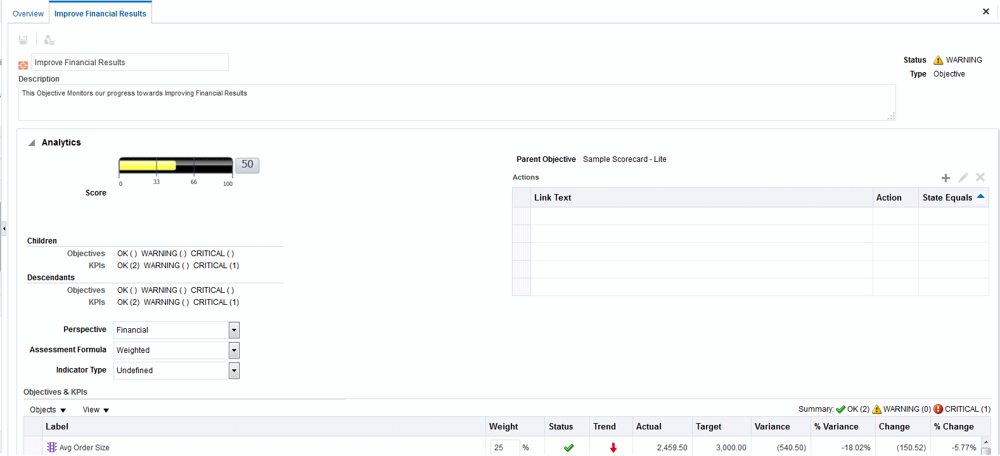 Overview Improve Financial Results
Improve Financial Results
Status WARNING
Type Objective
Description
This Objective Monitors our progress towards Improving Financial Results
Analytics
50
0 33 66 100
Score
Parent Objective Sample Scorecard - Lite
Actions
Link Text Action State Equals
Children
Objectives OK ( ) WARNING ( ) CRITICAL ( )
KPIs OK (2) WARNING ( ) CRITICAL (1)
Descendants
Objectives OK ( ) WARNING ( ) CRITICAL ( )
KPIs OK (2) WARNING ( ) CRITICAL (1)
Perspective Financial
Assessment Formula Weighted
Indicator Type Undefined
Objectives & KPIs
Objects View Summary: OK (2) WARNING (0) CRITICAL (1)
Label Weight Status Trend Actual Target Variance % Variance Change % Change
Avg Order Size 25 % 2,459.50 3,000.00 (540.50) -18.02% (150.52) -5.77%